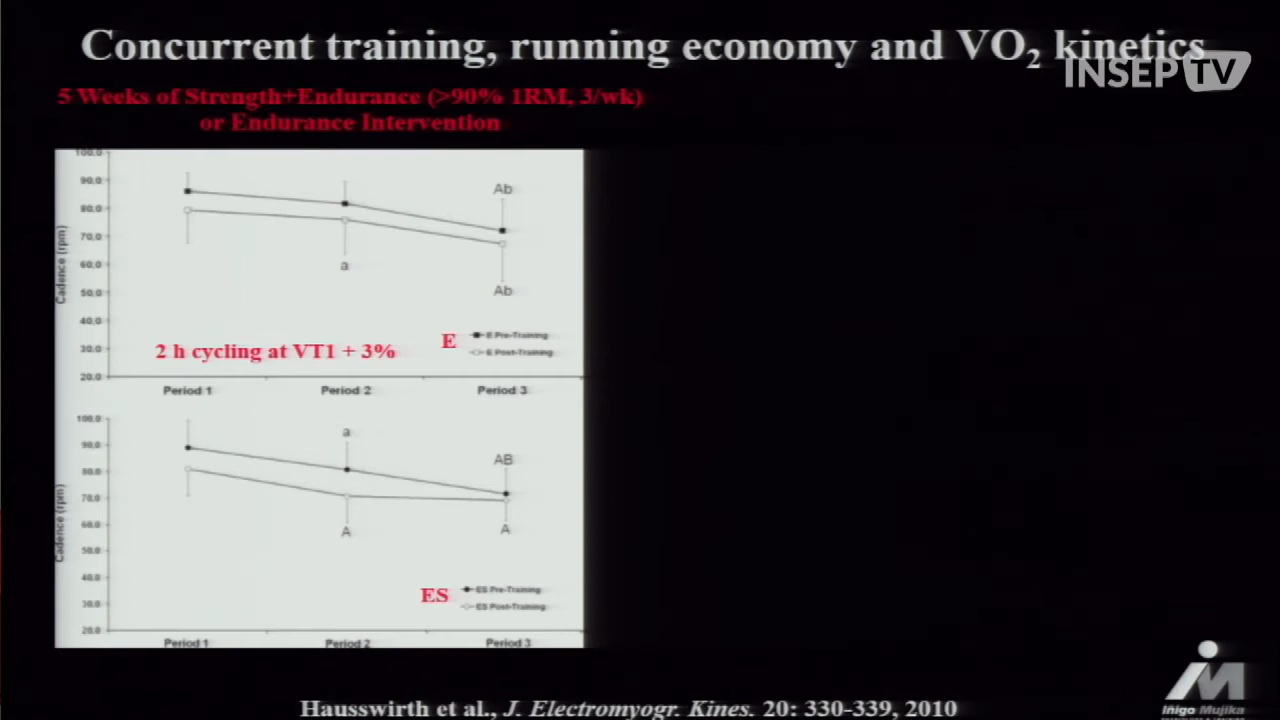 Concurrent training, running economy and VO₂ kinetics
INSEP TV
5 Weeks of Strength+Endurance (>90% 1RM, 3/wk)
or Endurance Intervention
100.0
90.0
80.0
70.0
60.0
50.0
40.0
30.0
20.0
Cadence (rpm)
Ab
a
Ab
2 h cycling at VT1 + 3%
E
E Pre-Training
E Post-Training
Period 1
Period 2
Period 3
100.0
90.0
80.0
70.0
60.0
50.0
40.0
30.0
20.0
Cadence (rpm)
a
AB
A
A
ES
ES Pre-Training
ES Post-Training
Period 1
Period 2
Period 3
iM
Iñigo Mujika
Hausswirth et al., J. Electromyogr. Kines. 20: 330-339, 2010